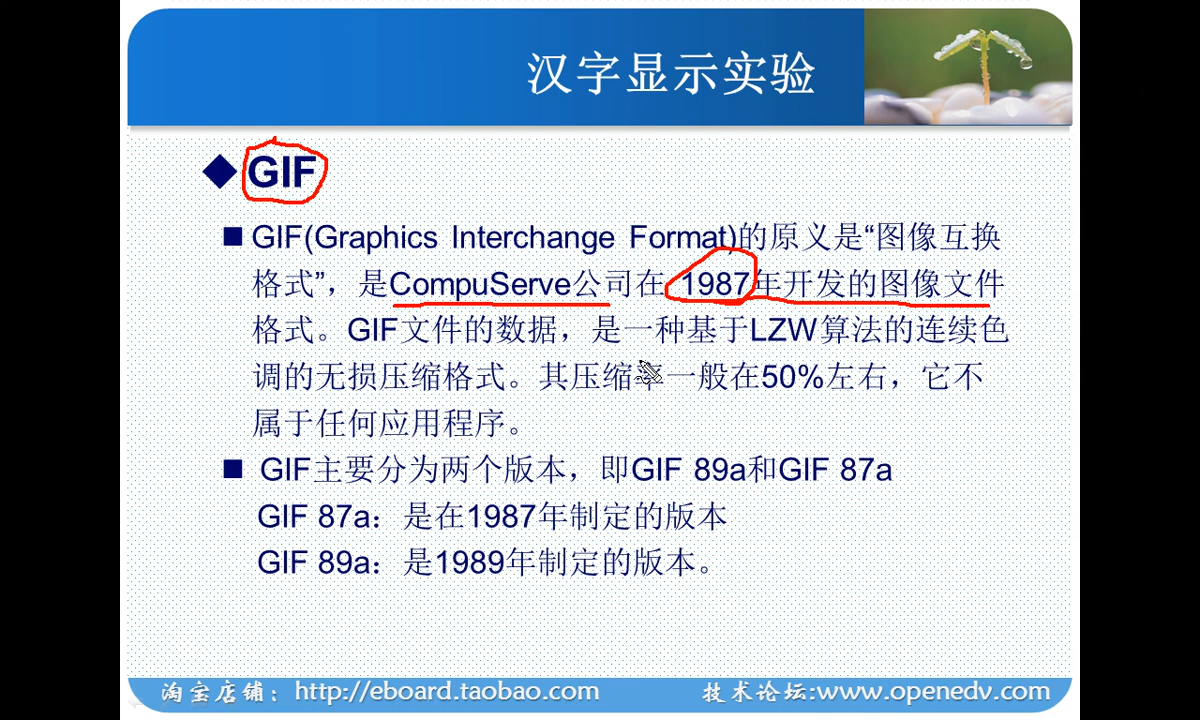 汉字显示实验
GIF
GIF(Graphics Interchange Format)的原义是“图像互换
格式”，是CompuServe公司在 1987年开发的图像文件
格式。GIF文件的数据，是一种基于LZW算法的连续色
调的无损压缩格式。其压缩率一般在50%左右，它不
属于任何应用程序。
GIF主要分为两个版本，即GIF 89a和GIF 87a
GIF 87a：是在1987年制定的版本
GIF 89a：是1989年制定的版本。
淘宝店铺：http://eboard.taobao.com 技术论坛:www.openedv.com